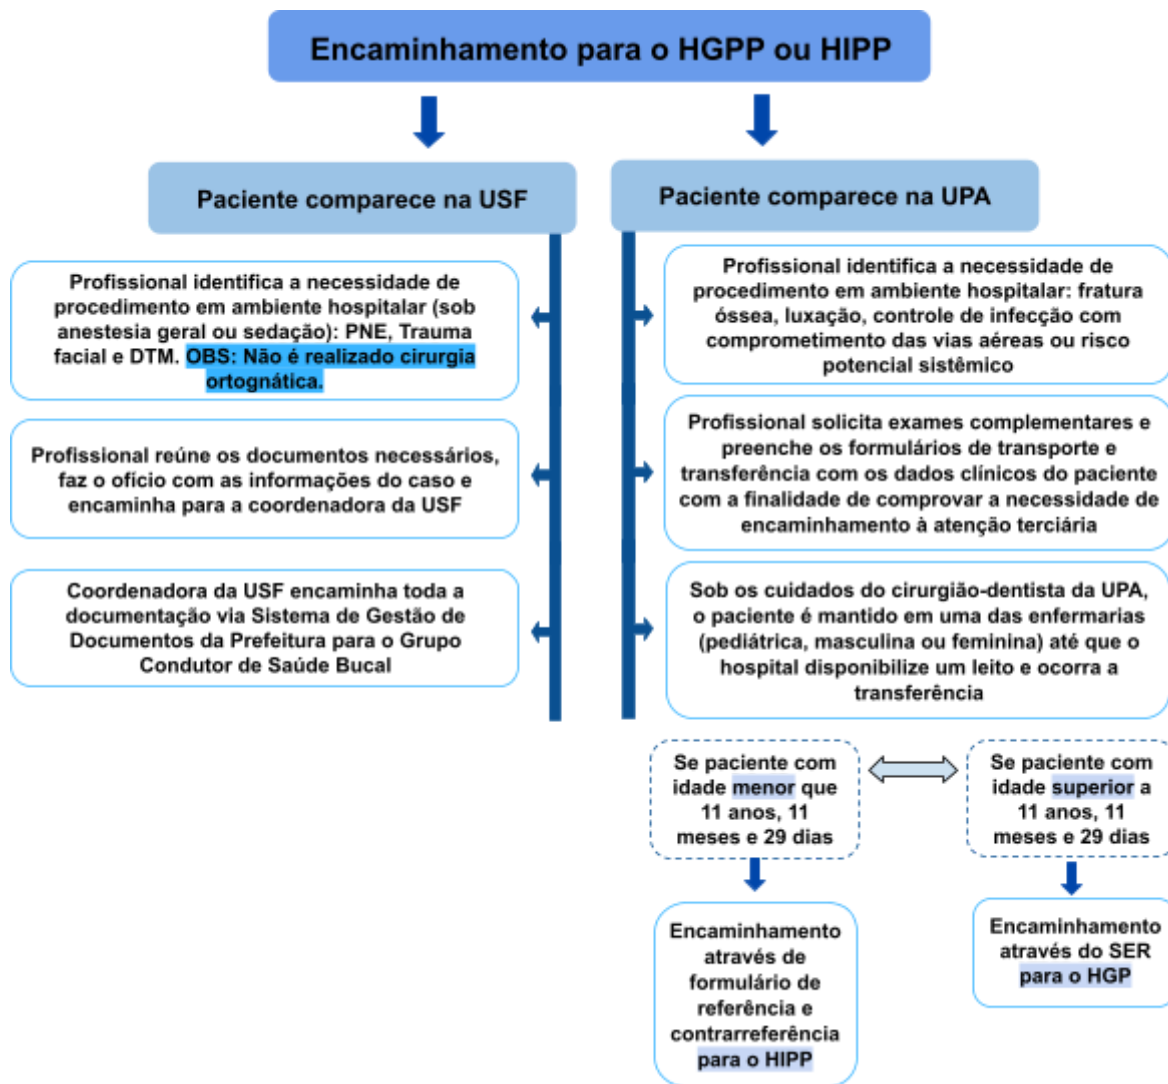 Encaminhamento para o HGPP ou HIPP
Paciente comparece na USF
Profissional identifica a necessidade de
procedimento em ambiente hospitalar (sob
anestesia geral ou sedação): PNE, Trauma
facial e DTM. OBS: Não é realizado cirurgia
ortognática.
Profissional reúne os documentos necessários,
faz o ofício com as informações do caso e
encaminha para a coordenadora da USF
Coordenadora da USF encaminha toda a
documentação via Sistema de Gestão de
Documentos da Prefeitura para o Grupo
Condutor de Saúde Bucal
Paciente comparece na UPA
Profissional identifica a necessidade de
procedimento em ambiente hospitalar: fratura
óssea, luxação, controle de infecção com
comprometimento das vias aéreas ou risco
potencial sistêmico
Profissional solicita exames complementares e
preenche os formulários de transporte e
transferência com os dados clínicos do paciente
com a finalidade de comprovar a necessidade de
encaminhamento à atenção terciária
Sob os cuidados do cirurgião-dentista da UPA,
o paciente é mantido em uma das enfermarias
(pediátrica, masculina ou feminina) até que o
hospital disponibilize um leito e ocorra a
transferência
Se paciente com
idade menor que
11 anos, 11
meses e 29 dias
Encaminhamento
através de
formulário de
referência e
contrarreferência
para o HIPP
Se paciente com
idade superior a
11 anos, 11
meses e 29 dias
Encaminhamento
através do SER
para o HGP